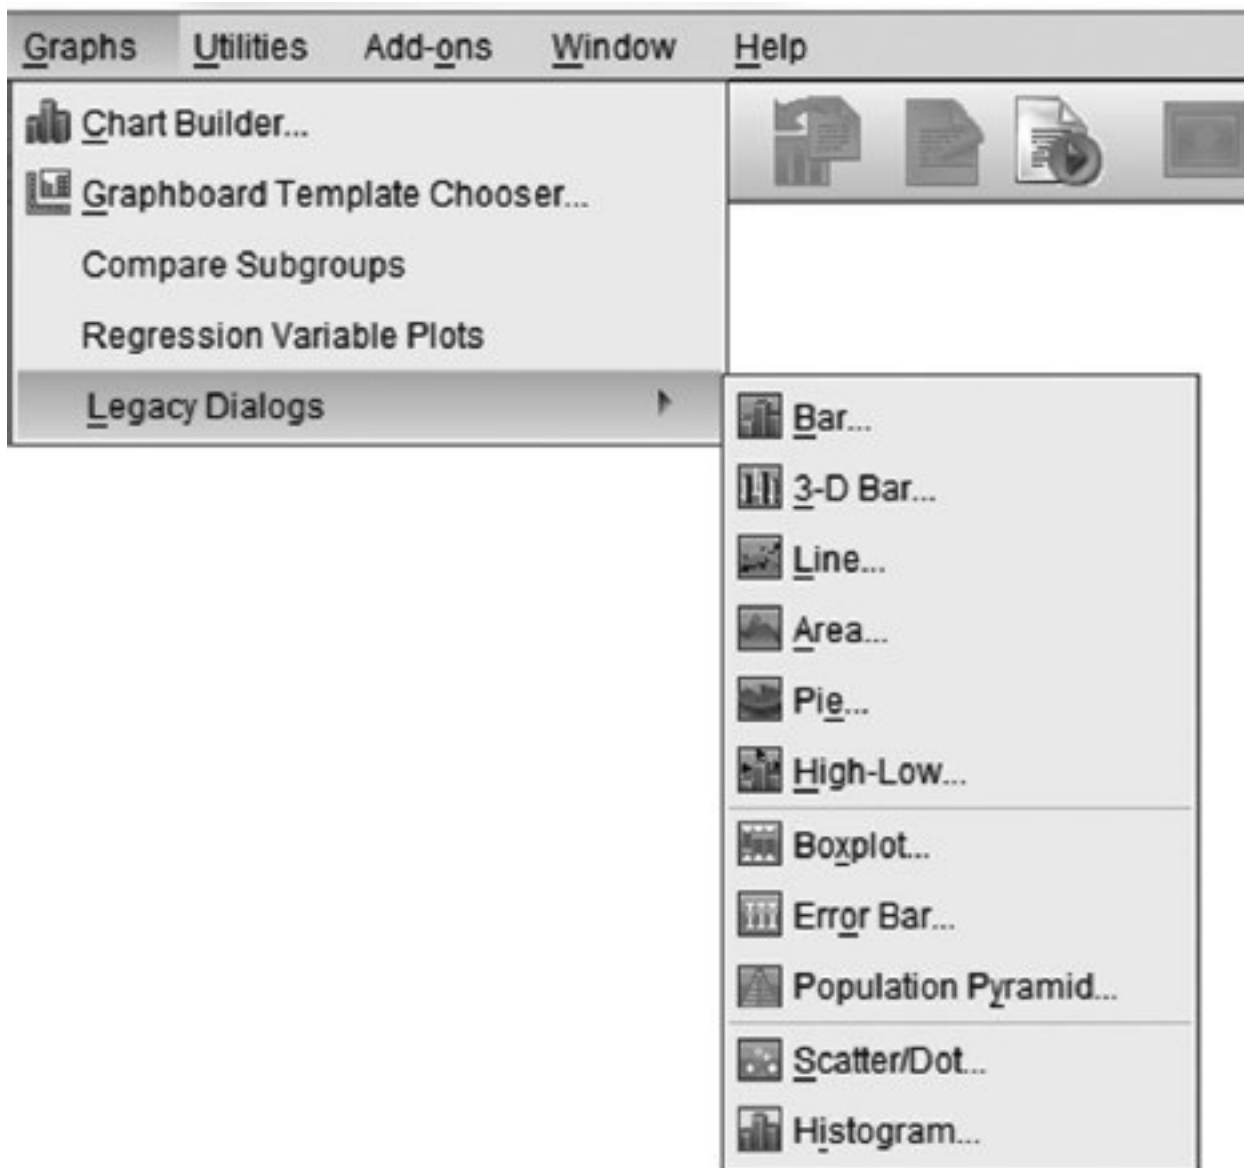 Graphs Utilities Add-ons Window Help
Chart Builder...
Graphboard Template Chooser...
Compare Subgroups
Regression Variable Plots
Legacy Dialogs
Bar...
3-D Bar...
Line...
Area...
Pie...
High-Low...
Boxplot...
Error Bar...
Population Pyramid...
Scatter/Dot...
Histogram...